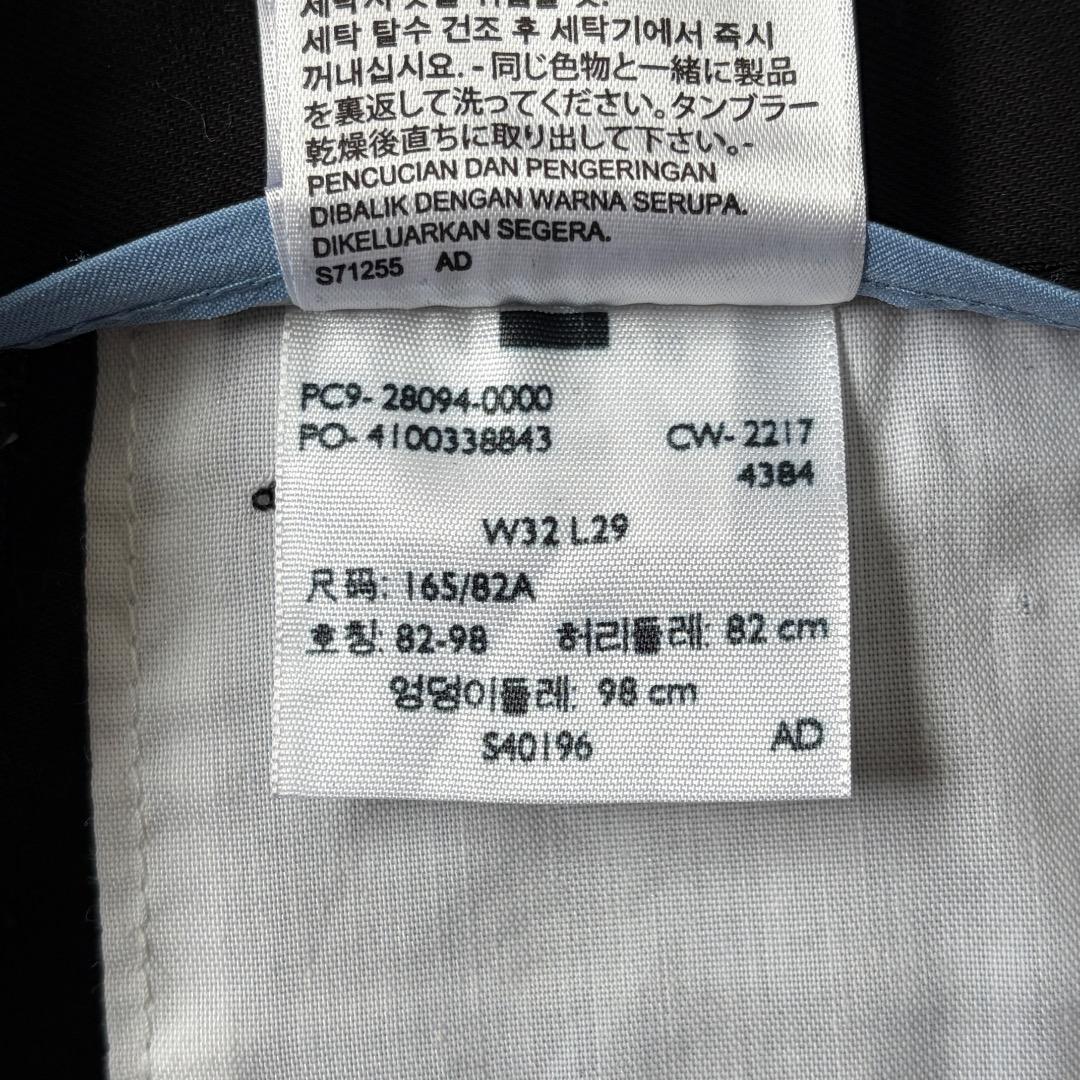 세탁 탈수 건조 후 세탁기에서 즉시
꺼내십시요. - 同じ色物と一緒に製品
を裏返して洗ってください。タンブラー
乾燥後直ちに取り出して下さい。-
PENCUCIAN DAN PENGERINGAN
DIBALIK DENGAN WARNA SERUPA.
DIKELUARKAN SEGERA.
S71255 AD
PC9- 28094-0000
PO- 4100338843 CW- 2217
4384
W32 L29
尺码: 165/82A
호칭: 82-98 허리둘레: 82 cm
엉덩이둘레: 98 cm
S40196 AD